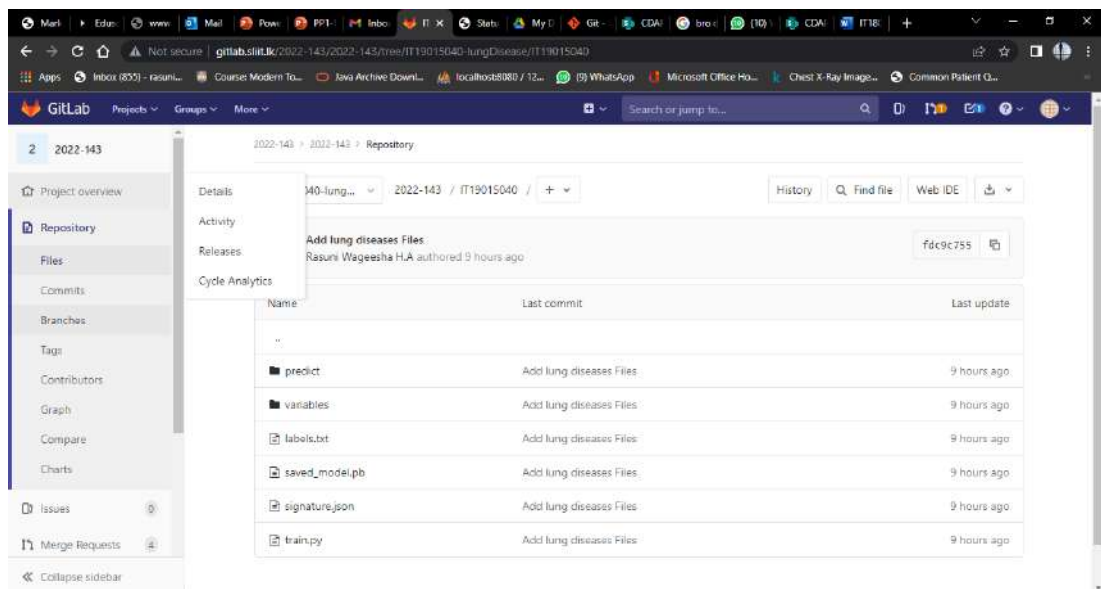 Mark
Edus
www
Mail
Powe
PP1-
Inbo
IT
Statu
My D
Git -
CDA
bro c
(10)
CDA
IT18
Not secure | gitlab.sliit.lk/2022-143/2022-143/tree/IT19015040-lungDisease/IT19015040
Apps
Inbox (855) - rasuni...
Course: Modern To...
Java Archive Downl...
localhost:8080 / 12...
(9) WhatsApp
Microsoft Office Ho...
Chest X-Ray Image...
Common Patient Q...
GitLab Projects Groups More
Search or jump to...
2 2022-143
2022-143 > 2022-143 > Repository
Project overview
Repository
Files
Commits
Branches
Tags
Contributors
Graph
Compare
Charts
Issues 0
Merge Requests 4
Collapse sidebar
Details
Activity
Releases
Cycle Analytics
040-lung... 2022-143 / IT19015040 / +
History Find file Web IDE
Add lung diseases Files
Rasuni Wageesha H.A authored 9 hours ago
fdc9c755
Name Last commit Last update
..
predict Add lung diseases Files 9 hours ago
variables Add lung diseases Files 9 hours ago
labels.txt Add lung diseases Files 9 hours ago
saved_model.pb Add lung diseases Files 9 hours ago
signature.json Add lung diseases Files 9 hours ago
train.py Add lung diseases Files 9 hours ago